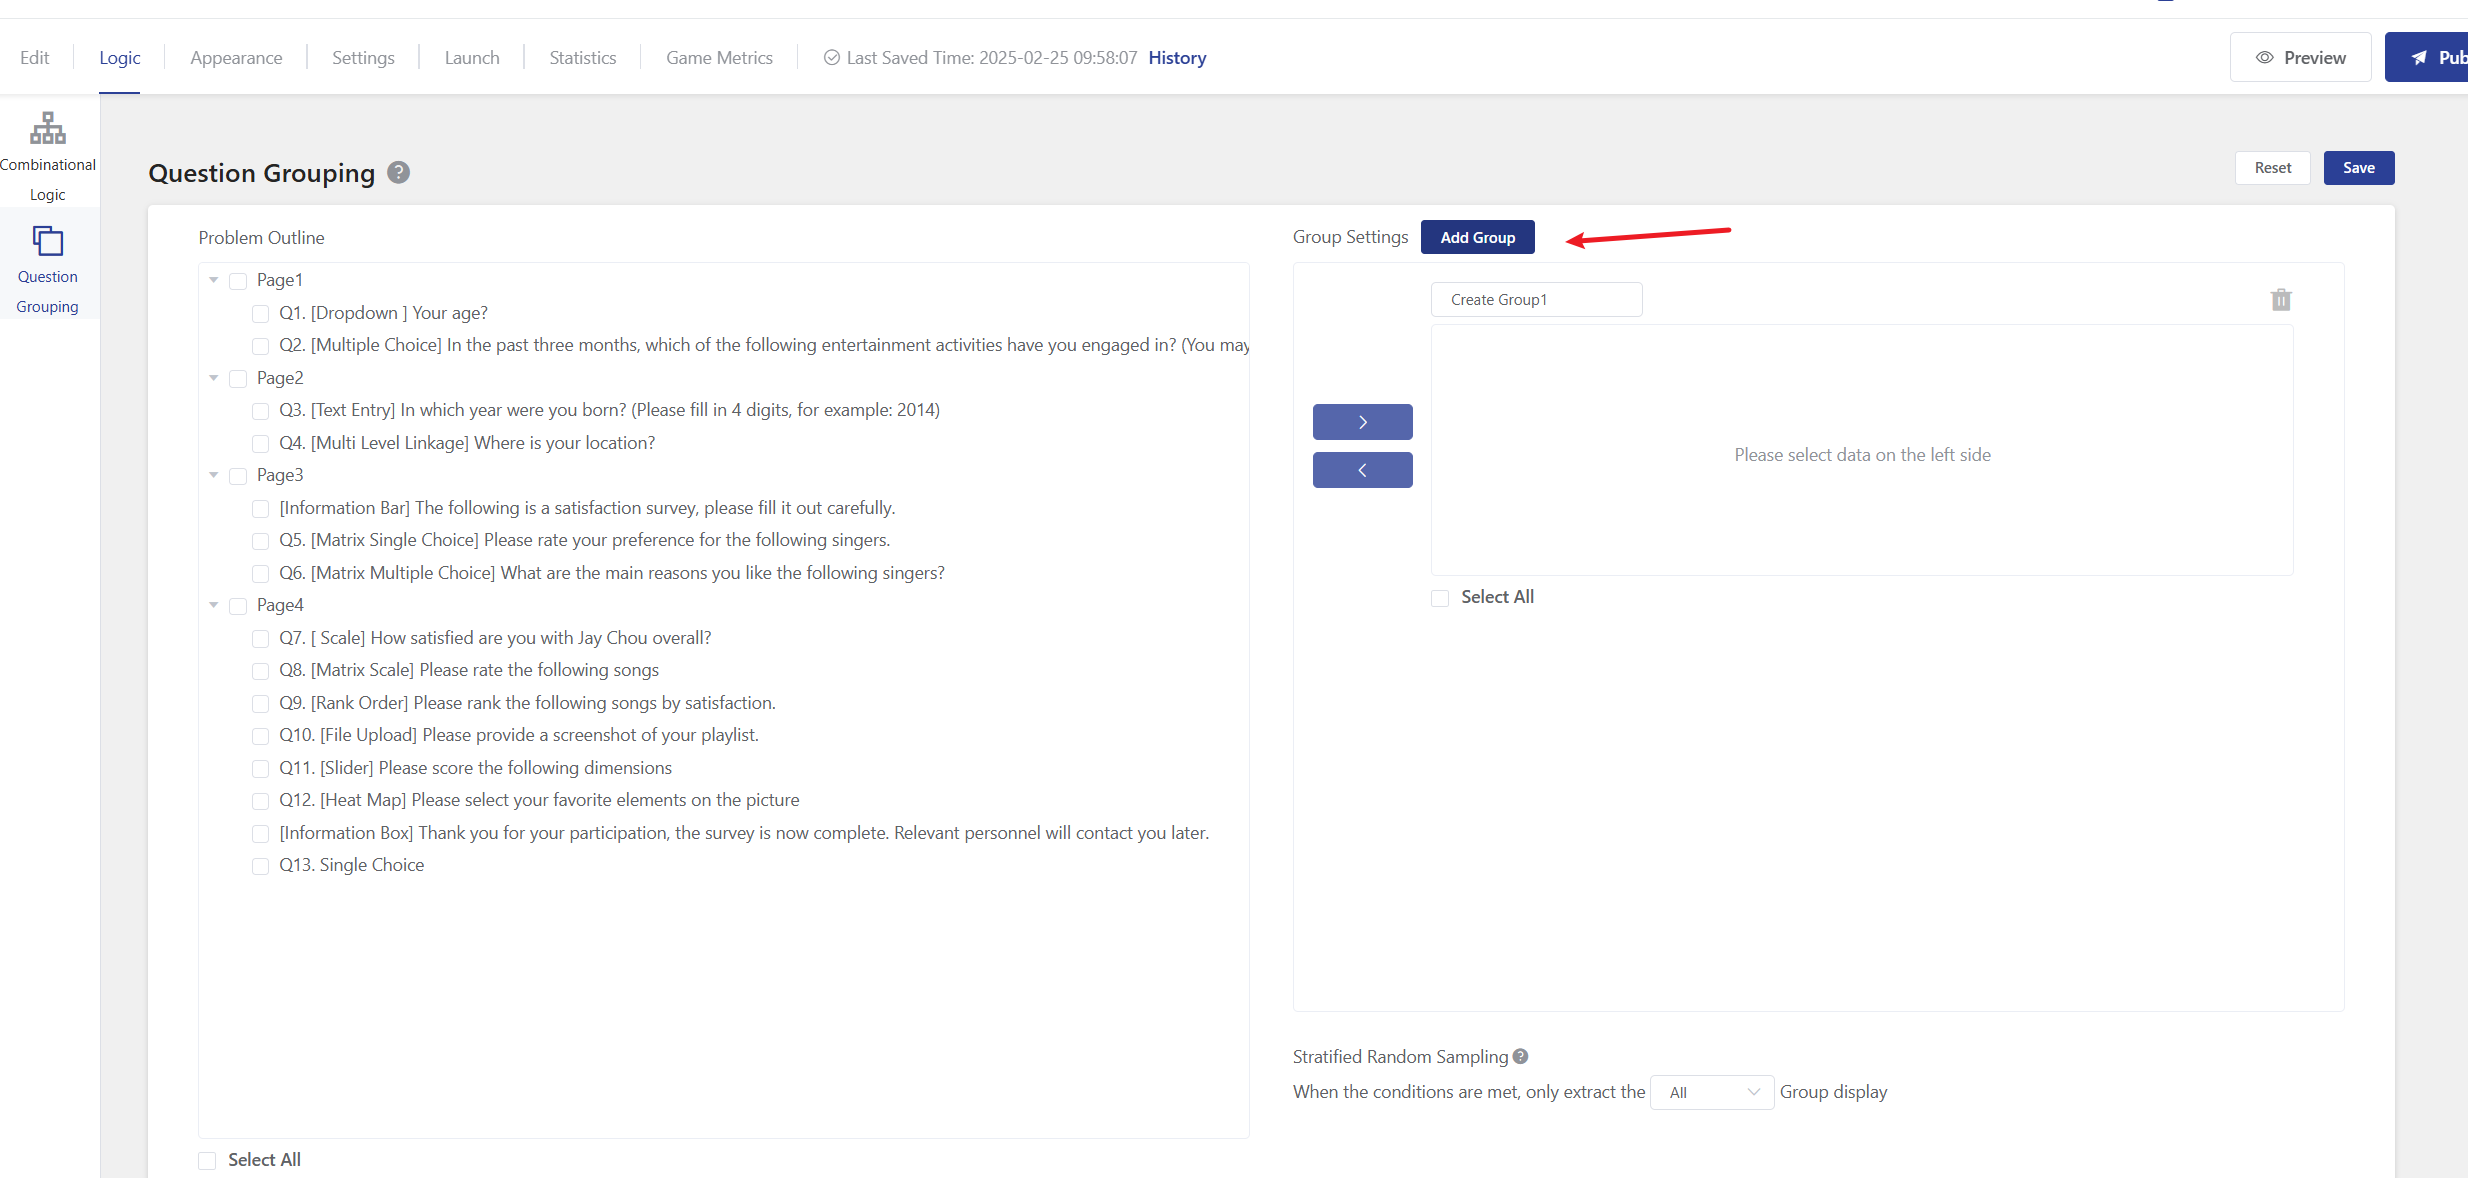 Edit
Logic
Appearance
Settings
Launch
Statistics
Game Metrics
Last Saved Time: 2025-02-25 09:58:07 History
Preview
Pub
Combinational
Logic
Question
Grouping
Question Grouping ?
Reset
Save
Problem Outline
Page1
Q1. [Dropdown ] Your age?
Q2. [Multiple Choice] In the past three months, which of the following entertainment activities have you engaged in? (You may
Page2
Q3. [Text Entry] In which year were you born? (Please fill in 4 digits, for example: 2014)
Q4. [Multi Level Linkage] Where is your location?
Page3
[Information Bar] The following is a satisfaction survey, please fill it out carefully.
Q5. [Matrix Single Choice] Please rate your preference for the following singers.
Q6. [Matrix Multiple Choice] What are the main reasons you like the following singers?
Page4
Q7. [ Scale] How satisfied are you with Jay Chou overall?
Q8. [Matrix Scale] Please rate the following songs
Q9. [Rank Order] Please rank the following songs by satisfaction.
Q10. [File Upload] Please provide a screenshot of your playlist.
Q11. [Slider] Please score the following dimensions
Q12. [Heat Map] Please select your favorite elements on the picture
[Information Box] Thank you for your participation, the survey is now complete. Relevant personnel will contact you later.
Q13. Single Choice
Select All
Group Settings
Add Group
Create Group1
Please select data on the left side
Select All
Stratified Random Sampling ?
When the conditions are met, only extract the All Group display